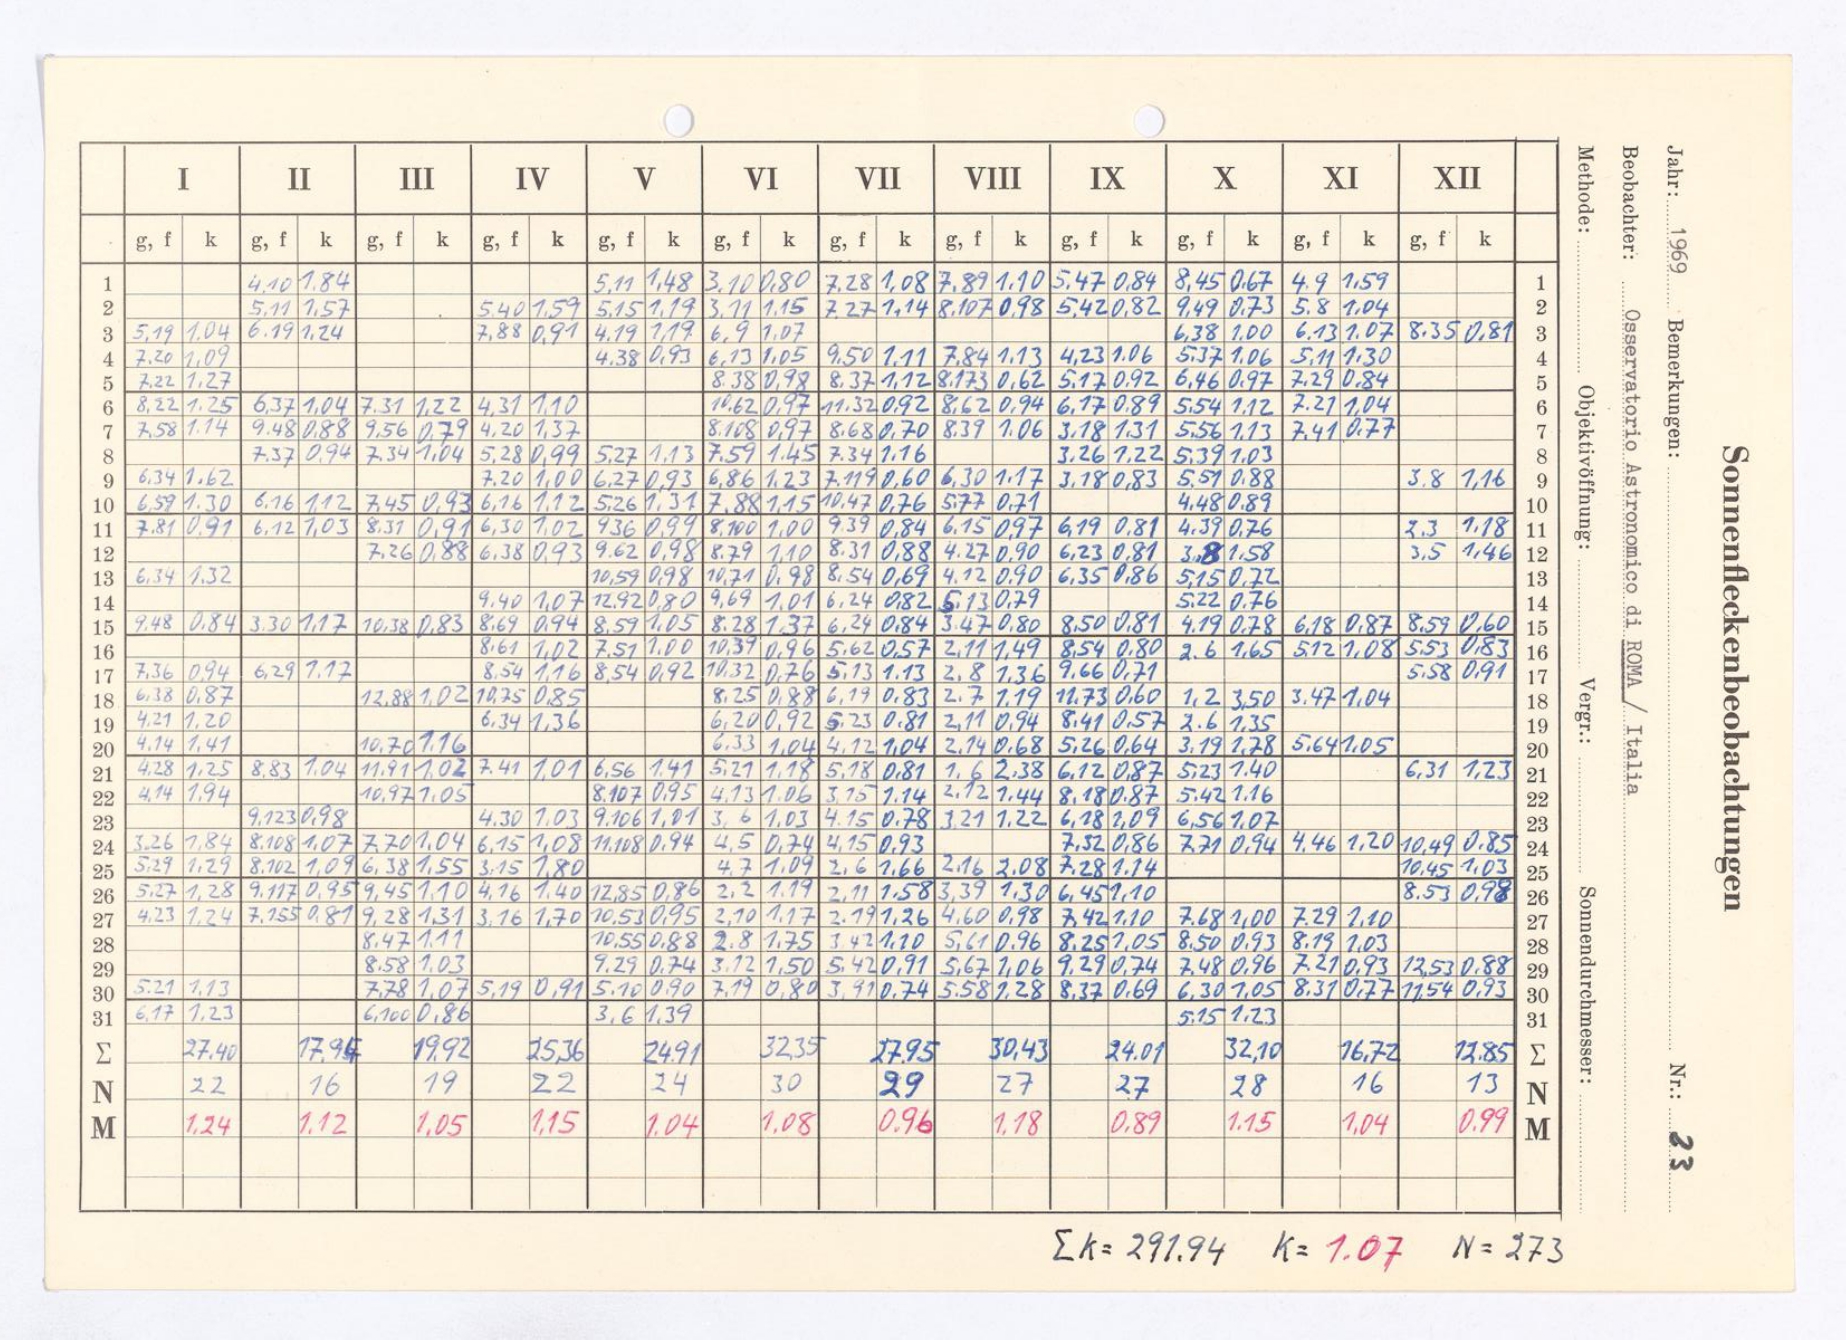 I II III IV V VI VII VIII IX X XI XII
g, f k g, f k g, f k g, f k g, f k g, f k g, f k g, f k g, f k g, f k g, f k g, f k
1 4.10 1.84 5.11 1,48 3.10 0,80 7.28 1,08 7,89 1.10 5.47 0,84 8,45 0,67 4.9 1,59 1
2 5,11 1,57 5.40 1,59 5,15 1,19 3,11 1.15 7.27 1,14 8,107 0,98 5,42 0,82 9,49 0,73 5.8 1.04 2
3 5,19 1,04 6.19 1,24 7,88 0,91 4.19 1,19 6,9 1.07 6,38 1.00 6.13 1.07 8.35 0,81 3
4 7.20 1,09 4.38 0,93 6,13 1.05 9.50 1.11 7,84 1.13 4,23 1.06 5.37 1.06 5,11 1.30 4
5 7,22 1,27 8.38 0,98 8.37 1,12 8.173 0,62 5.17 0.92 6,46 0.97 7.29 0,84 5
6 8,22 1.25 6,37 1,04 7.31 1,22 4,31 1,10 10,62 0,97 11.32 0,92 8,62 0,94 6,17 0,89 5.54 1.12 7.21 1,04 6
7 7,58 1.14 9.48 0,88 9,56 0,79 4.20 1,37 8.108 0,97 8.68 0,70 8,39 1.06 3.18 1.31 5,56 1,13 7,41 0,77 7
8 7.37 0,94 7.34 1,04 5,28 0,99 5,27 1,13 7.59 1.45 7.34 1.16 3.26 1,22 5,39 1.03 8
9 6,34 1,62 7.20 1,00 6,27 0,93 6,86 1.23 7,119 0,60 6,30 1.17 3,18 0,83 5,51 0.88 3.8 1,16 9
10 6,59 1,30 6,16 1,12 7,45 0,93 6,16 1,12 5,26 1,31 7,88 1,15 10,47 0,76 5,77 0,71 4.48 0.89 10
11 7,81 0,91 6,12 1,03 8.31 0,91 6,30 1,02 9,36 0,99 8,100 1,00 9.39 0,84 6,15 0,97 6,19 0.81 4.39 0,76 2.3 1,18 11
12 7.26 0,88 6,38 0,93 9.62 0,98 8.79 1,10 8.31 0,88 4.27 0,90 6,23 0,81 3.8 1.58 3,5 1,46 12
13 6,34 1,32 10,59 0,98 10,71 0,98 8,54 0,69 4.12 0,90 6,35 0,86 5,15 0,72 13
14 9.40 1,07 12.92 0,80 9,69 1,01 6,24 0,82 5.13 0,79 5.22 0.76 14
15 9,48 0,84 3.30 1,17 10,38 0,83 8.69 0,94 8,59 1,05 8.28 1,37 6,24 0,84 3.47 0,80 8,50 0,81 4.19 0,78 6,18 0,87 8.59 0,60 15
16 8,61 1,02 7,51 1,00 10,39 0,96 5.62 0,57 2,11 1,49 8,54 0,80 2.6 1,65 5,12 1,08 5,53 0,83 16
17 7,36 0,94 6,29 1,17 8,54 1,16 8,54 0,92 10,32 0,76 5,13 1.13 2,8 1,36 9,66 0,71 5.58 0,91 17
18 6,38 0,87 12,88 1,02 10,75 0,85 8,25 0,88 6,19 0,83 2.7 1,19 11,73 0,60 1,2 3,50 3.47 1,04 18
19 4.21 1,20 6.34 1,36 6,20 0,92 5.23 0.81 2,11 0,94 8,41 0,57 2.6 1,35 19
20 4.14 1,41 10,70 1,16 6.33 1,04 4.12 1,04 2,14 0,68 5,26 0,64 3,19 1,78 5,64 1.05 20
21 4.28 1,25 8,83 1,04 11,91 1,02 7.41 1,01 6,56 1.41 5.21 1,18 5,18 0,81 1,6 2.38 6,12 0,87 5,23 1.40 6,31 1,23 21
22 4,14 1,94 10,97 1,05 8,107 0,95 4.13 1.06 3,15 1.14 2,12 1,44 8,18 0.87 5,42 1.16 22
23 9,123 0,98 4.30 1,03 9.106 1,01 3,6 1,03 4.15 0.78 3,21 1.22 6,18 1,09 6,56 1,07 23
24 3.26 1,84 8.108 1,07 7,70 1,04 6,15 1,08 11,108 0,94 4,5 0,74 4,15 0,93 7.32 0,86 7,71 0,94 4,46 1,20 10,49 0.85 24
25 5.29 1,29 8,102 1,09 6,38 1,55 3,15 1,80 4.7 1.09 2,6 1,66 2.16 2.08 7.28 1,14 10,45 1,03 25
26 5,27 1,28 9,117 0,95 9,45 1,10 4,16 1,40 12,85 0,86 2.2 1.19 2,11 1.58 3,39 1.30 6,45 1,10 8.53 0,98 26
27 4.23 1,24 7,155 0,81 9,28 1,31 3,16 1,70 10,53 0,95 2,10 1,17 2.19 1,26 4,60 0,98 7,42 1.10 7.68 1,00 7.29 1,10 27
28 8.47 1,11 10,55 0,88 2.8 1,75 3,42 1,10 5,61 0.96 8.25 1,05 8,50 0,93 8,19 1,03 28
29 8.58 1.03 9.29 0,74 3.12 1,50 5,42 0,91 5,67 1,06 9.29 0,74 7,48 0,96 7.21 0,93 12,53 0.88 29
30 5.21 1,13 7,78 1,07 5,19 0,91 5.10 0,90 7,19 0,80 3,91 0.74 5.58 1.28 8,37 0.69 6,30 1,05 8.31 0,77 11,54 0,93 30
31 6,17 1,23 6,100 0,86 3.6 1.39 5,15 1,23 31
Σ 27,40 17.94 19,92 25,36 24.91 32,35 27.95 30,43 24.01 32,10 16,72 12.85 Σ
N 22 16 19 22 24 30 29 27 27 28 16 13 N
M 1.24 1,12 1,05 1,15 1.04 1,08 0.96 1,18 0.89 1.15 1,04 0.99 M
Σk = 291.94 K = 1.07 N = 273
Sonnenfleckenbeobachtungen
Jahr: 1969 Bemerkungen: Nr.: 23
Beobachter: Osservatorio Astronomico di ROMA / Italia
Methode: Objektivöffnung: Vergr.: Sonnendurchmesser: